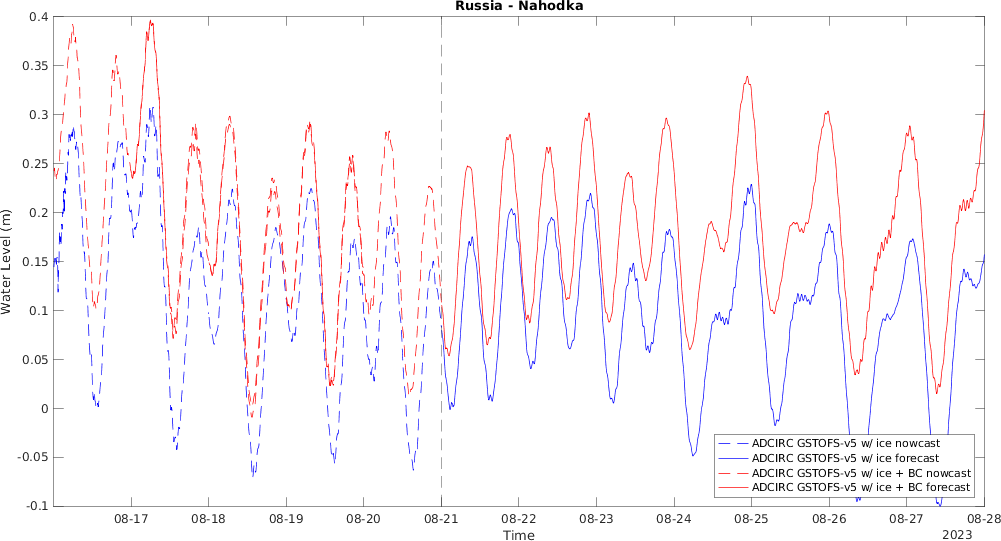 Russia - Nahodka
Water Level (m)
0.4
0.35
0.3
0.25
0.2
0.15
0.1
0.05
0
-0.05
-0.1
ADCIRC GSTOFS-v5 w/ ice nowcast
ADCIRC GSTOFS-v5 w/ ice forecast
ADCIRC GSTOFS-v5 w/ ice + BC nowcast
ADCIRC GSTOFS-v5 w/ ice + BC forecast
08-17 08-18 08-19 08-20 08-21 08-22 08-23 08-24 08-25 08-26 08-27 08-28
Time
2023